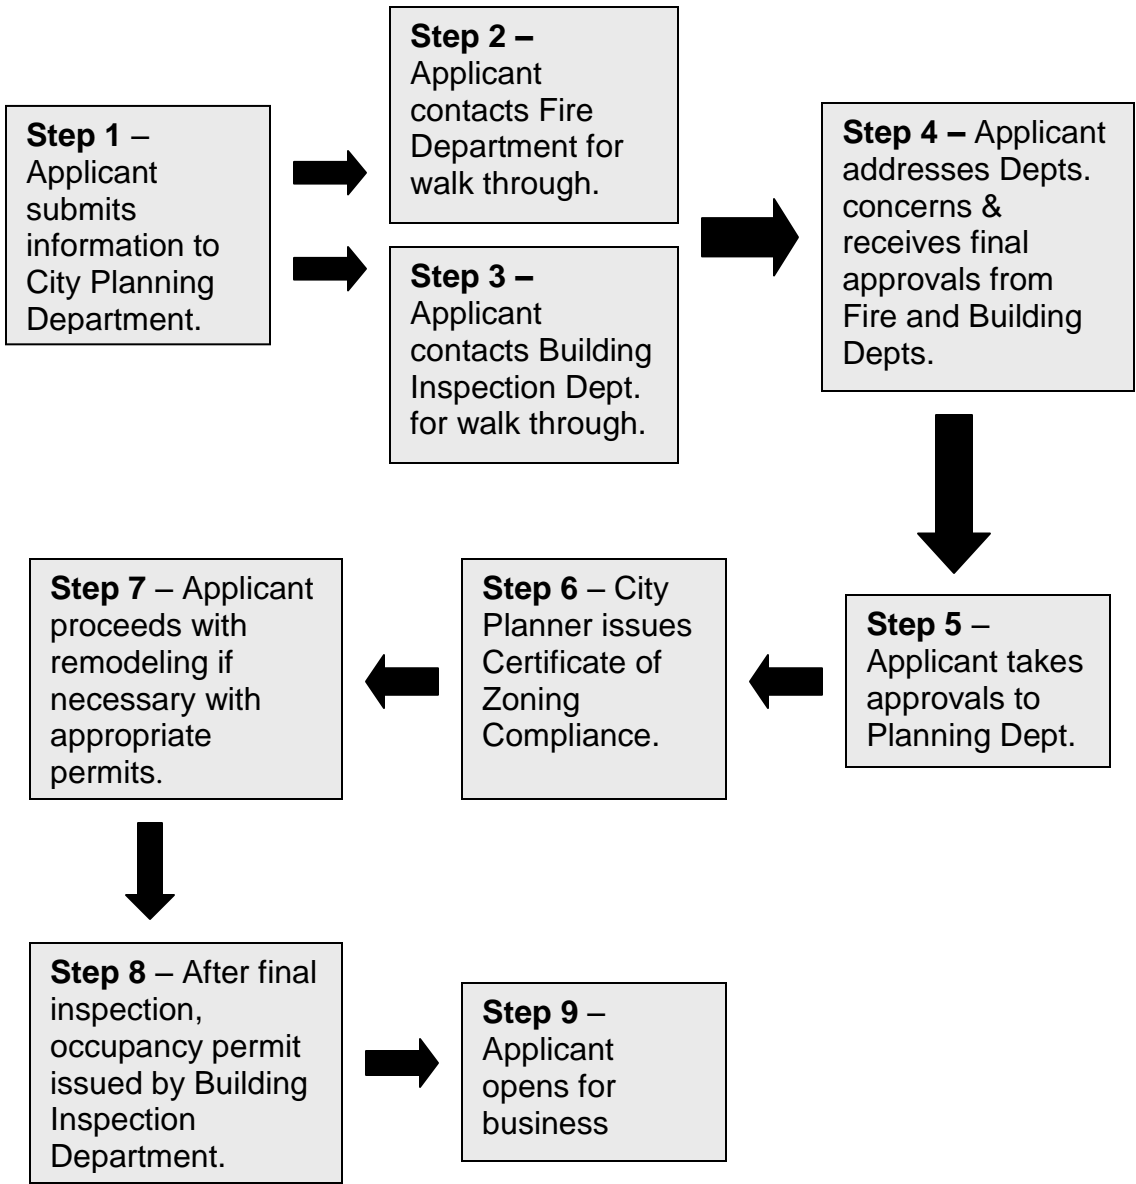 Step 1 –
Applicant
submits
information to
City Planning
Department.
Step 2 –
Applicant
contacts Fire
Department for
walk through.
Step 3 –
Applicant
contacts Building
Inspection Dept.
for walk through.
Step 4 – Applicant
addresses Depts.
concerns &
receives final
approvals from
Fire and Building
Depts.
Step 5 –
Applicant takes
approvals to
Planning Dept.
Step 6 – City
Planner issues
Certificate of
Zoning
Compliance.
Step 7 – Applicant
proceeds with
remodeling if
necessary with
appropriate
permits.
Step 8 – After final
inspection,
occupancy permit
issued by Building
Inspection
Department.
Step 9 –
Applicant
opens for
business